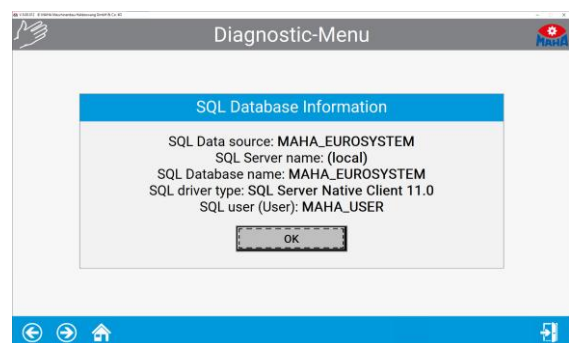 Diagnostic-Menu
MAHA
SQL Database Information
SQL Data source: MAHA_EUROSYSTEM
SQL Server name: (local)
SQL Database name: MAHA_EUROSYSTEM
SQL driver type: SQL Server Native Client 11.0
SQL user (User): MAHA_USER
OK